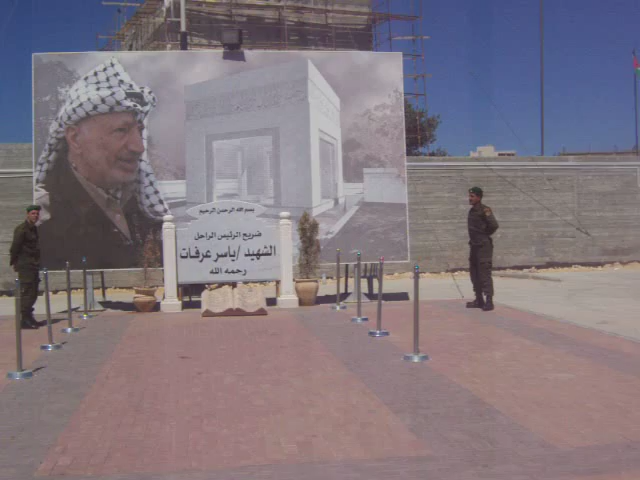 بسم الله الرحمن الرحيم
ضريح الرئيس الراحل
الشهيد / ياسر عرفات
رحمه الله